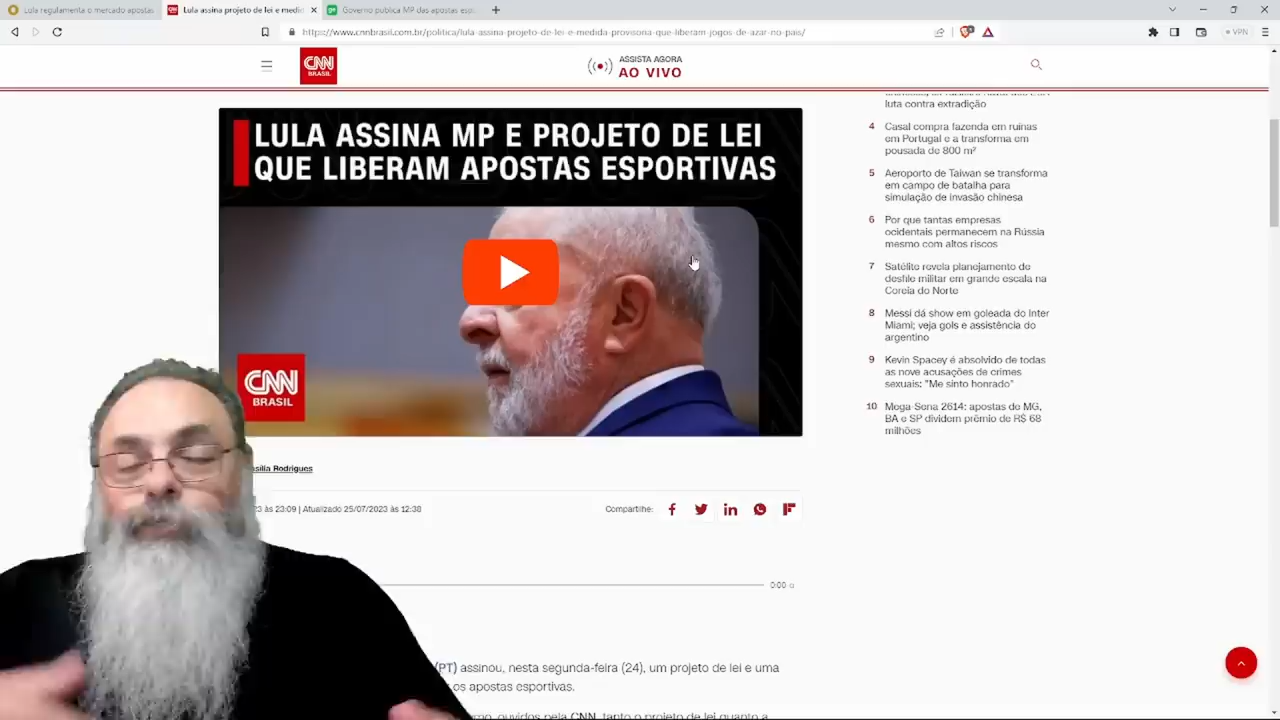 Lula regulamenta o mercado apostas
Lula assina projeto de lei e medid
Governo publica MP das apostas esp
https://www.cnnbrasil.com.br/politica/lula-assina-projeto-de-lei-e-medida-provisoria-que-liberam-jogos-de-azar-no-pais/
VPN
CNN
BRASIL
ASSISTA AGORA
AO VIVO
LULA ASSINA MP E PROJETO DE LEI
QUE LIBERAM APOSTAS ESPORTIVAS
CNN
BRASIL
luta contra extradição
4 Casal compra fazenda em ruínas
em Portugal e a transforma em
pousada de 800 m²
5 Aeroporto de Taiwan se transforma
em campo de batalha para
simulação de invasão chinesa
6 Por que tantas empresas
ocidentais permanecem na Rússia
mesmo com altos riscos
7 Satélite revela planejamento de
desfile militar em grande escala na
Coreia do Norte
8 Messi dá show em goleada do Inter
Miami; veja gols e assistência do
argentino
9 Kevin Spacey é absolvido de todas
as nove acusações de crimes
sexuais: "Me sinto honrado"
10 Mega-Sena 2614: apostas de MG,
BA e SP dividem prêmio de R$ 68
milhões
asília Rodrigues
23 às 23:09 | Atualizado 25/07/2023 às 12:38
Compartilhe:
0:00
(PT) assinou, nesta segunda-feira (24), um projeto de lei e uma
os apostas esportivas.
ouvidos pela CNN, tanto o projeto de lei quanto a